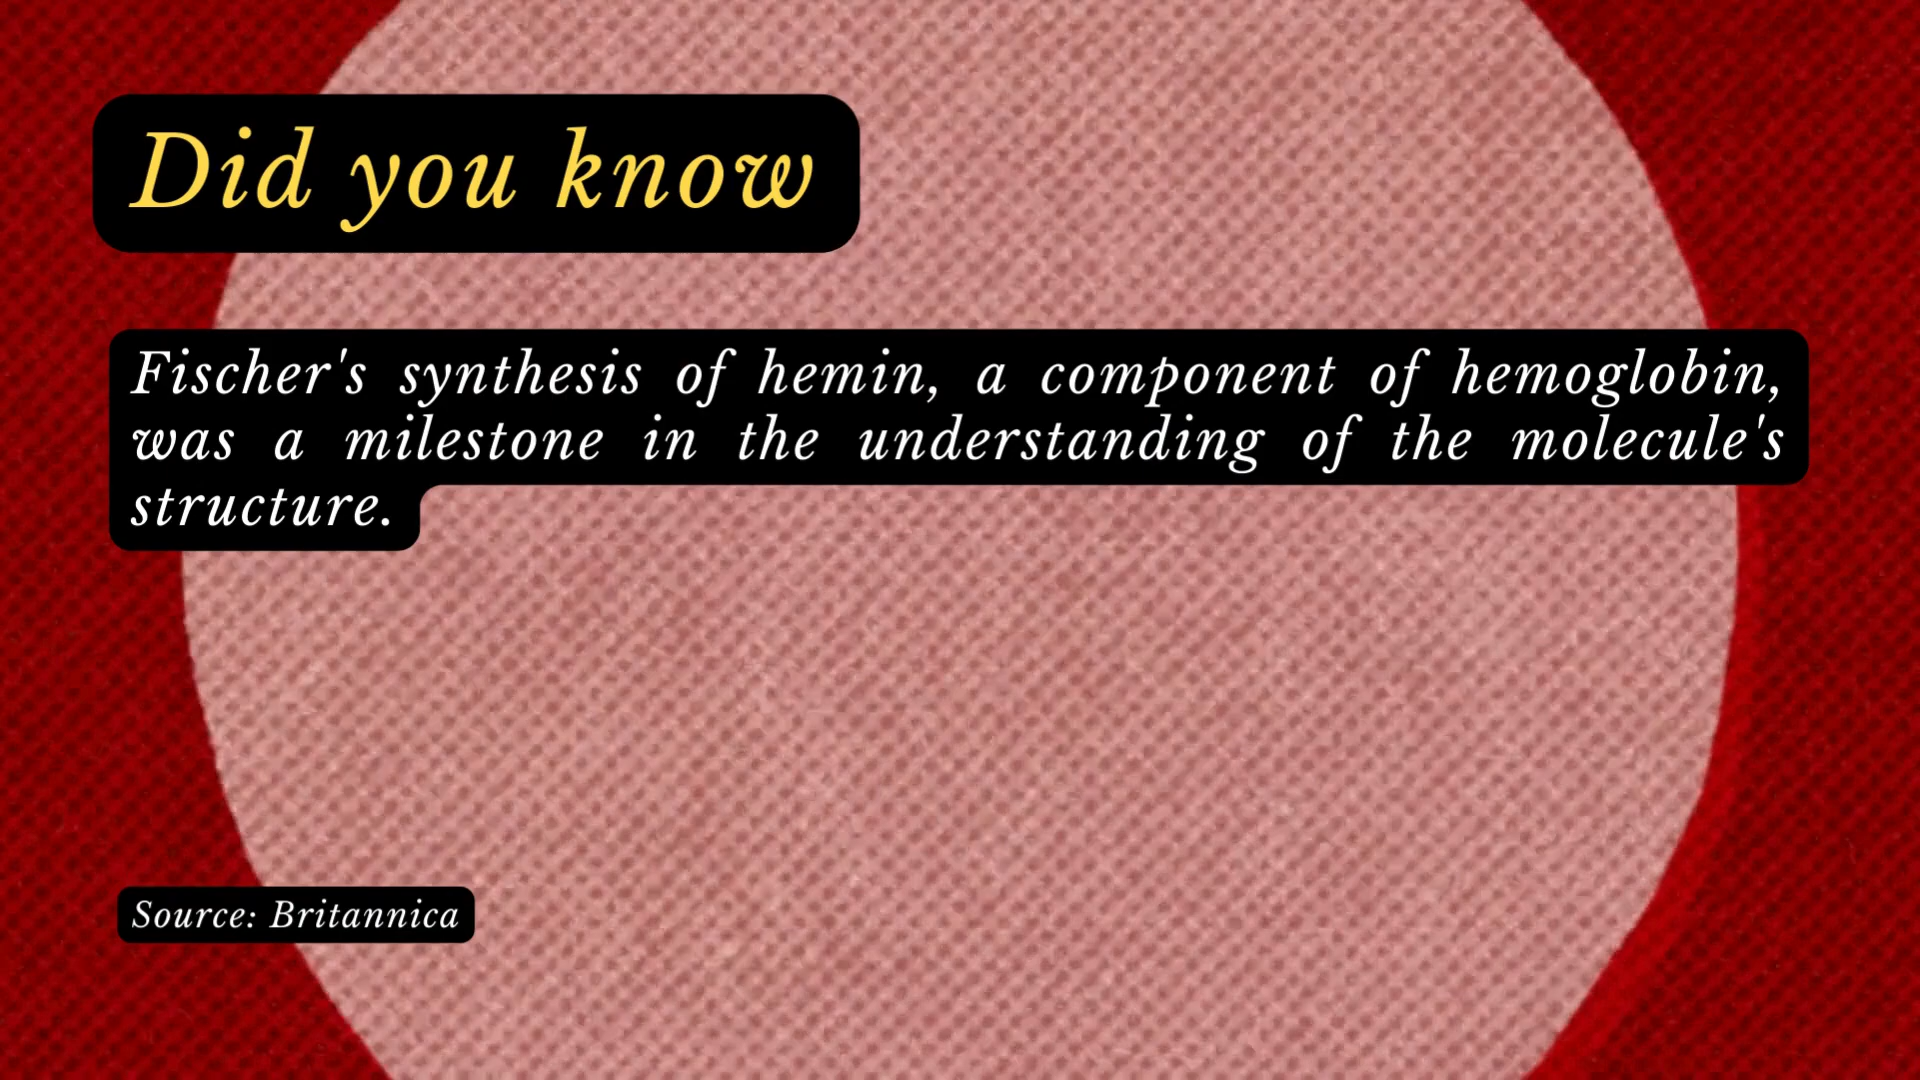 Did you know
Fischer's synthesis of hemin, a component of hemoglobin,
was a milestone in the understanding of the molecule's
structure.
Source: Britannica